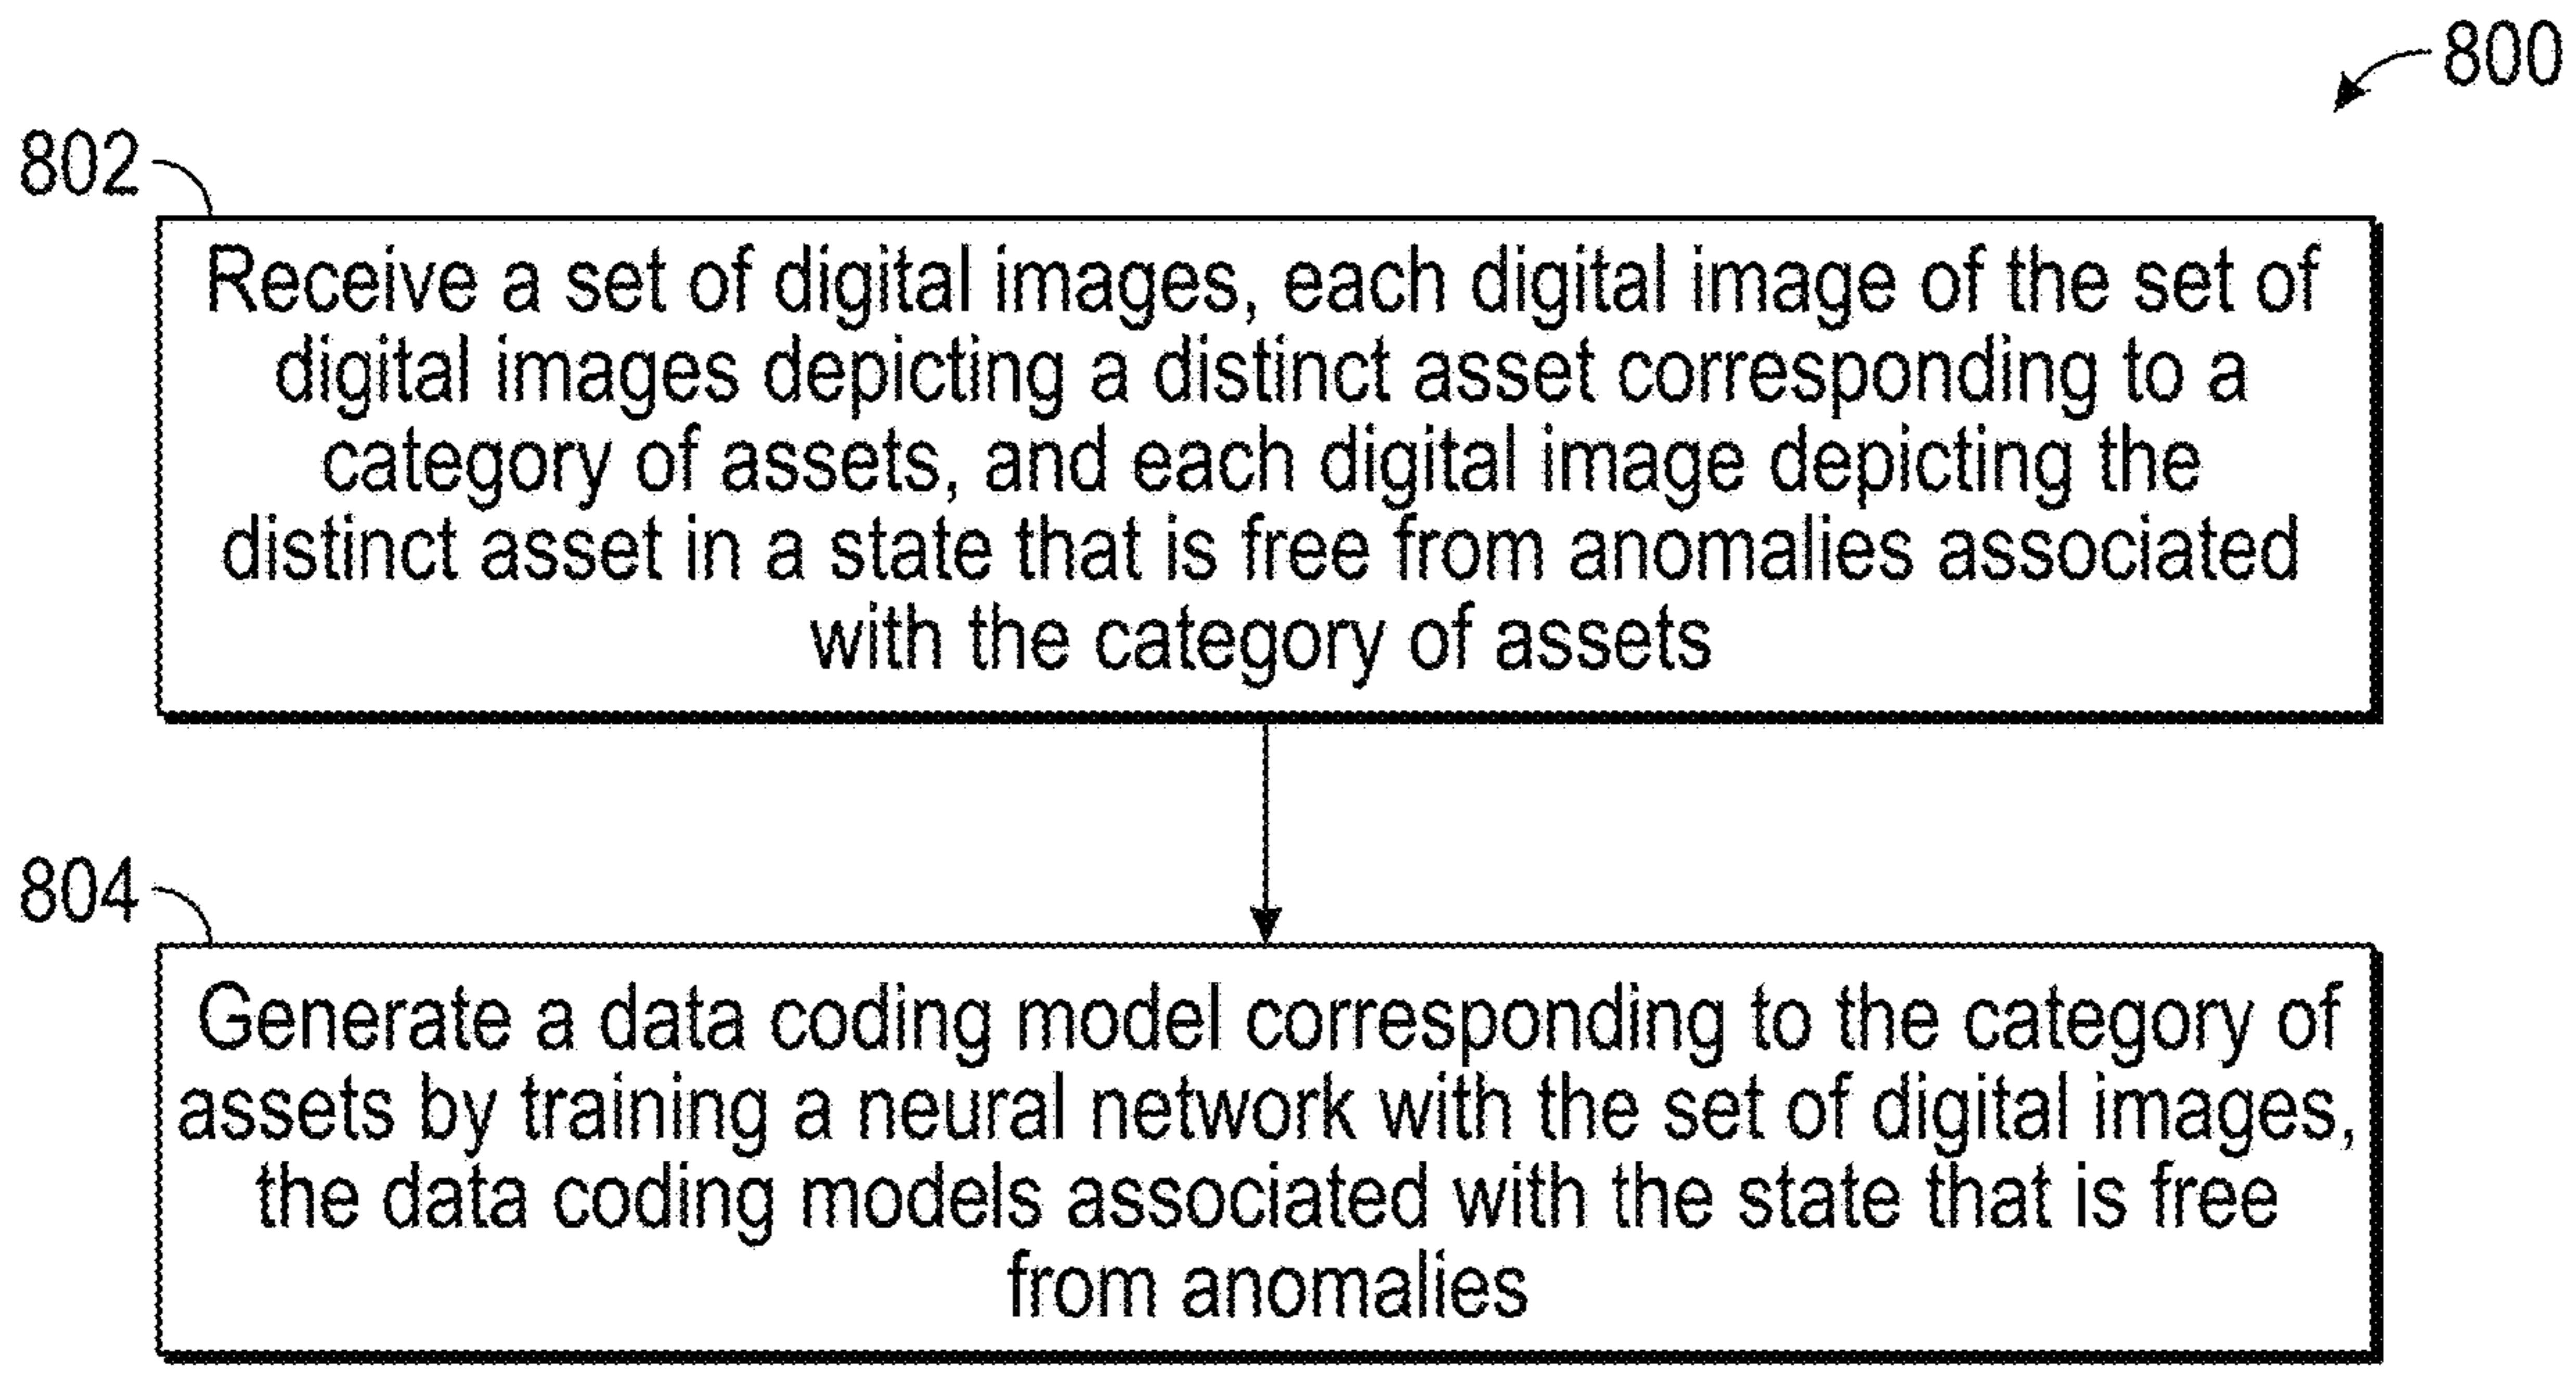 800
802
Receive a set of digital images, each digital image of the set of
digital images depicting a distinct asset corresponding to a
category of assets, and each digital image depicting the
distinct asset in a state that is free from anomalies associated
with the category of assets
804
Generate a data coding model corresponding to the category of
assets by training a neural network with the set of digital images,
the data coding models associated with the state that is free
from anomalies